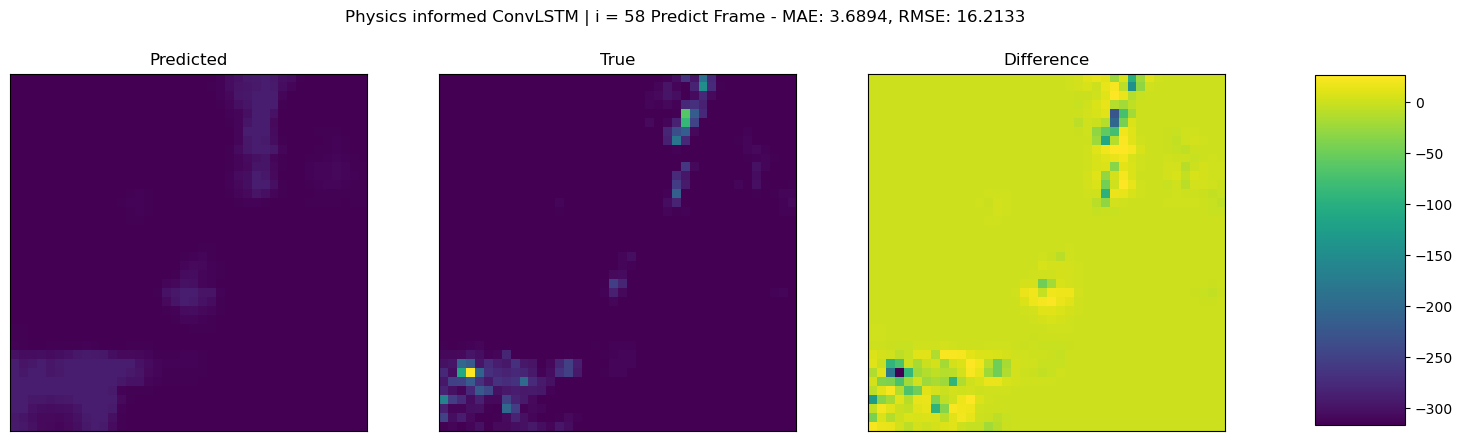 Physics informed ConvLSTM | i = 58 Predict Frame - MAE: 3.6894, RMSE: 16.2133
Predicted
True
Difference
0
−50
−100
−150
−200
−250
−300